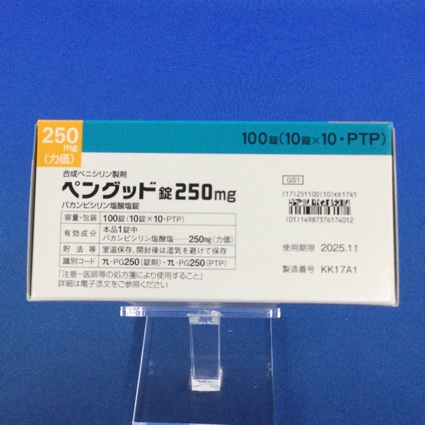 250
mg
(力価)
100錠(10錠×10・PTP)
合成ペニシリン製剤
ペングッド錠250mg
バカンピシリン塩酸塩錠
容量・包装 100錠(10錠×10・PTP)
有効成分 本品1錠中
バカンピシリン塩酸塩……250mg(力価)
貯法等 室温保存、開封後は湿気を避けて保存
識別コード π・PG250(錠剤)・π・PG250(PTP)
「注意-医師等の処方箋により使用すること」
詳細は電子添文をご参照ください
GS1
(17)251100(10)KK17A1
(01)14987376174012
使用期限 2025.11
製造番号 KK17A1